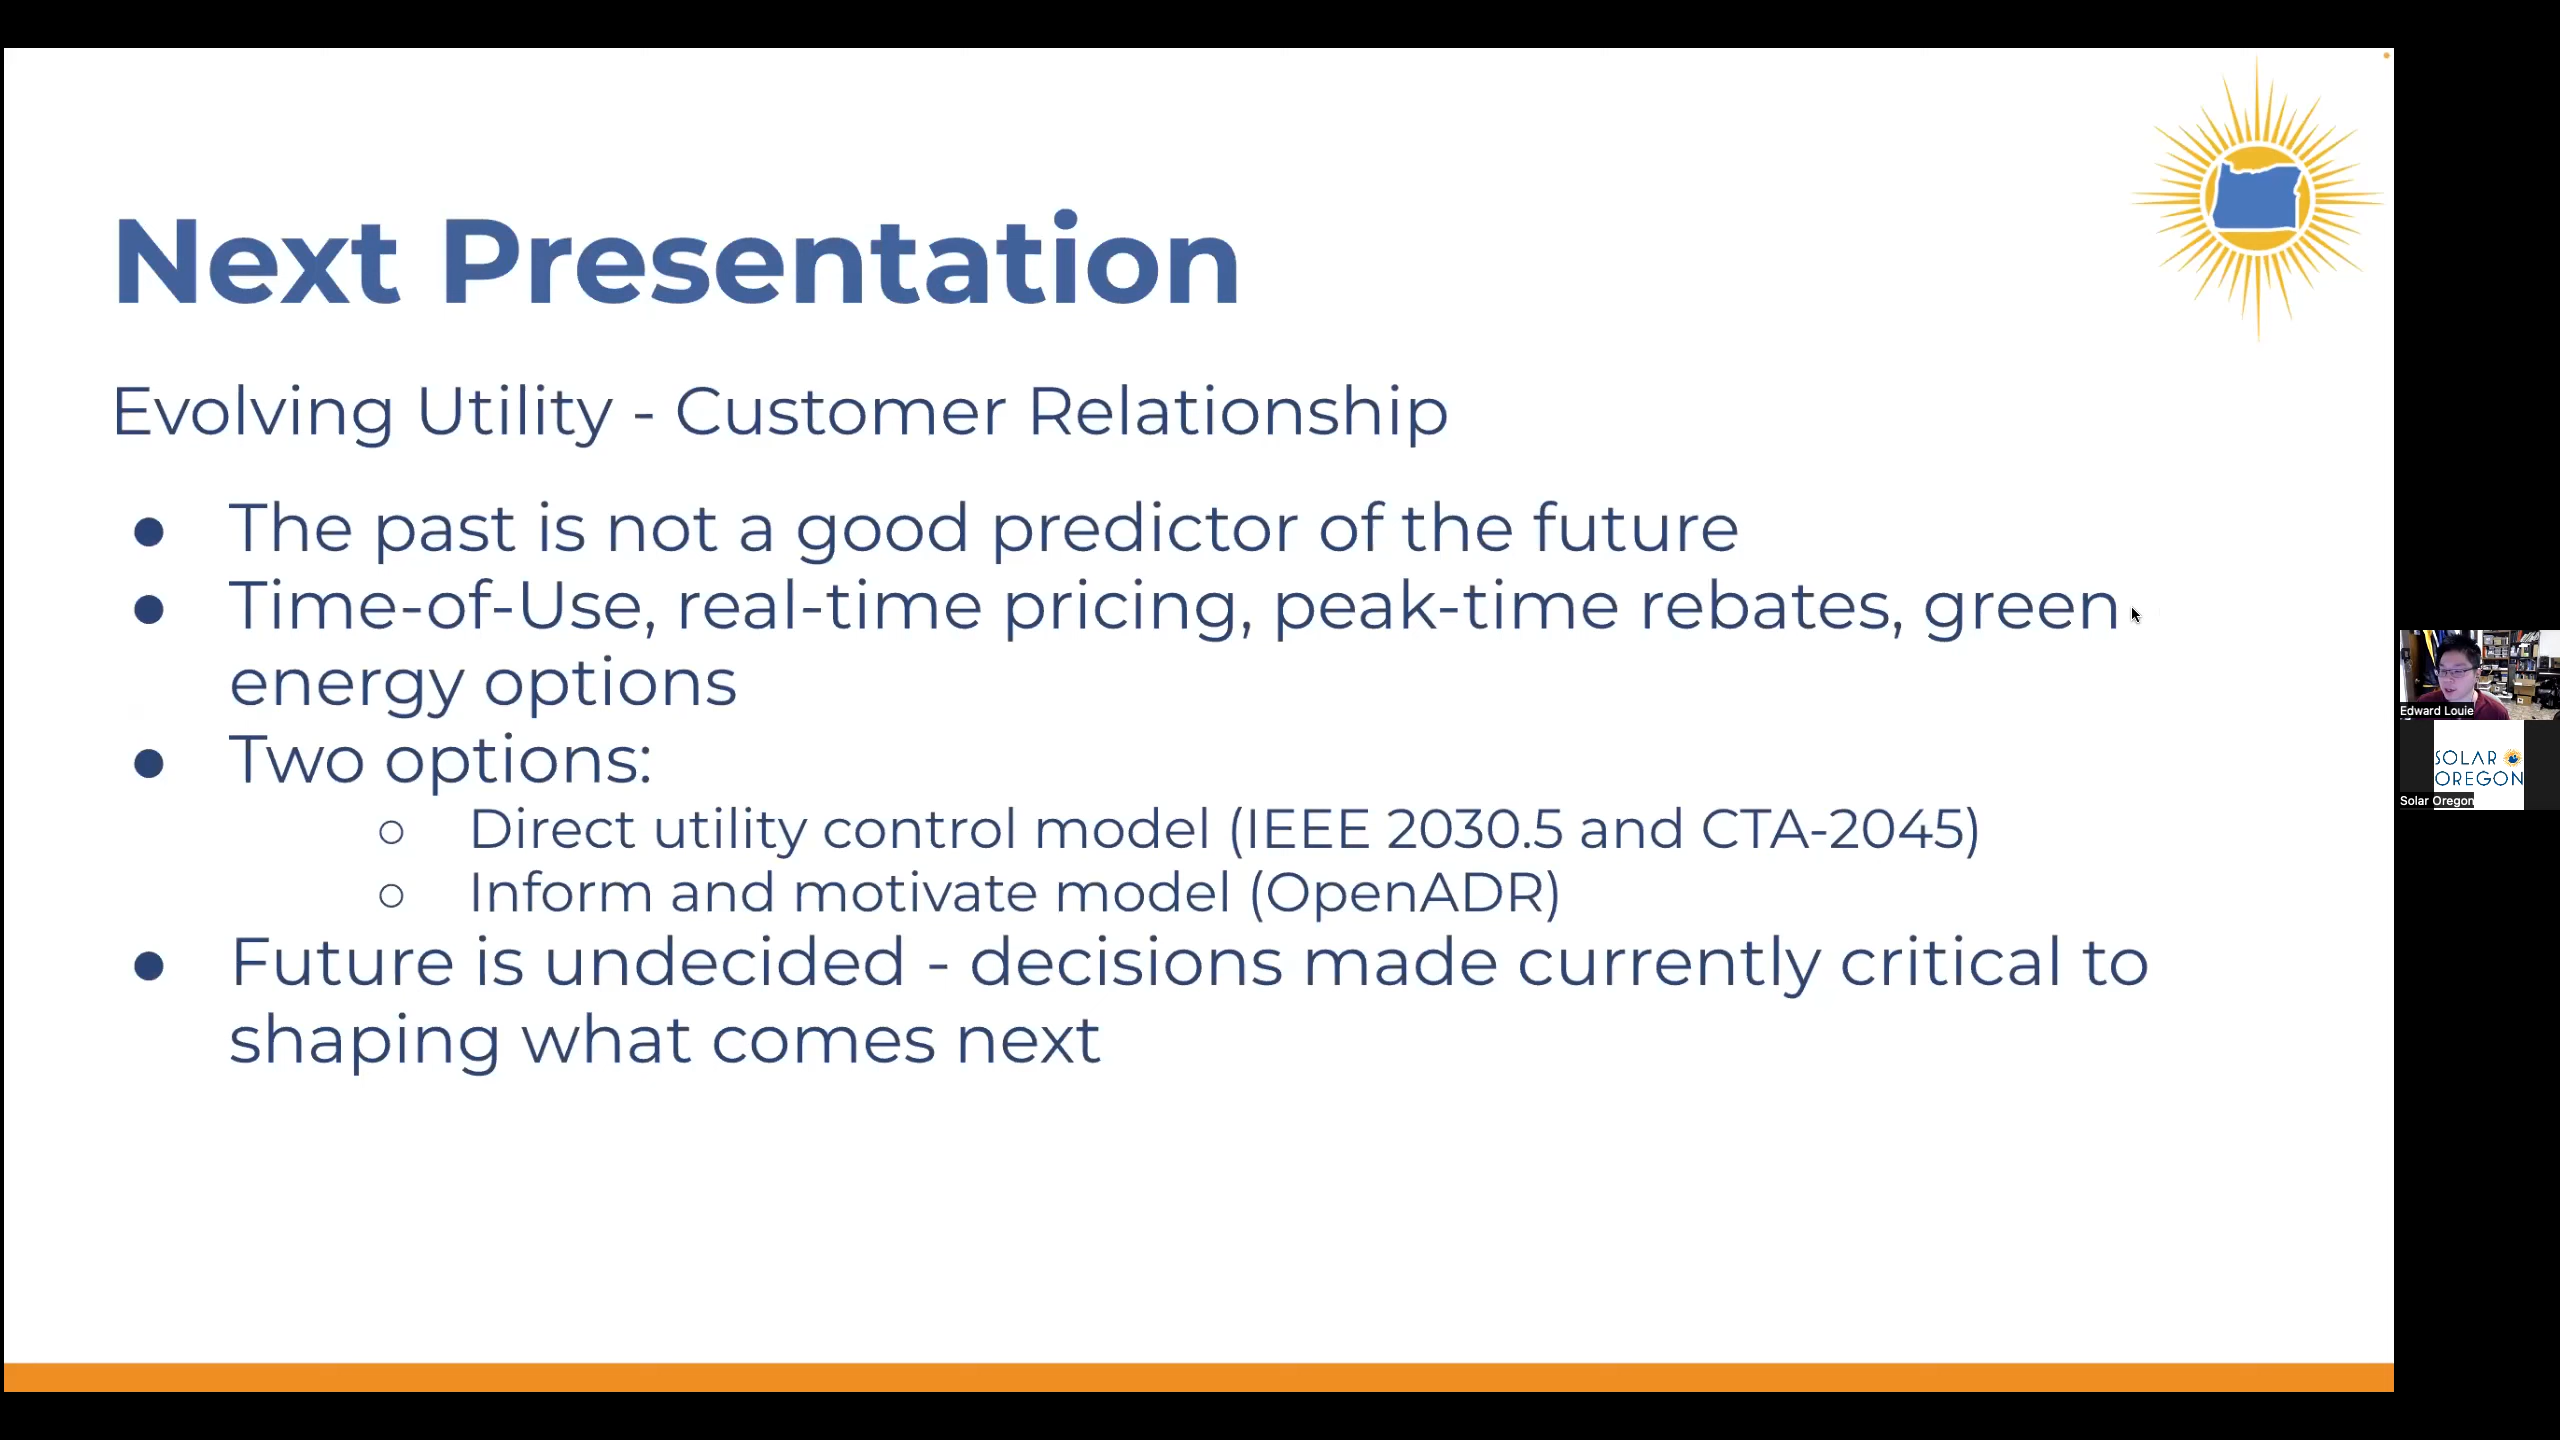 Next Presentation
Evolving Utility - Customer Relationship
● The past is not a good predictor of the future
● Time-of-Use, real-time pricing, peak-time rebates, green
energy options
● Two options:
○ Direct utility control model (IEEE 2030.5 and CTA-2045)
○ Inform and motivate model (OpenADR)
● Future is undecided - decisions made currently critical to
shaping what comes next
Edward Louie
SOLAR
OREGON
Solar Oregon